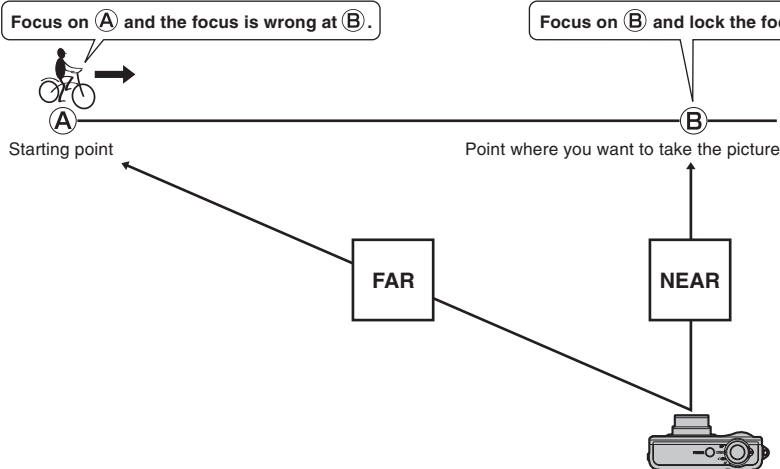 Focus on Ⓐ and the focus is wrong at Ⓑ.
Focus on Ⓑ and lock the
Ⓐ
Ⓑ
Starting point
Point where you want to take the picture
FAR
NEAR